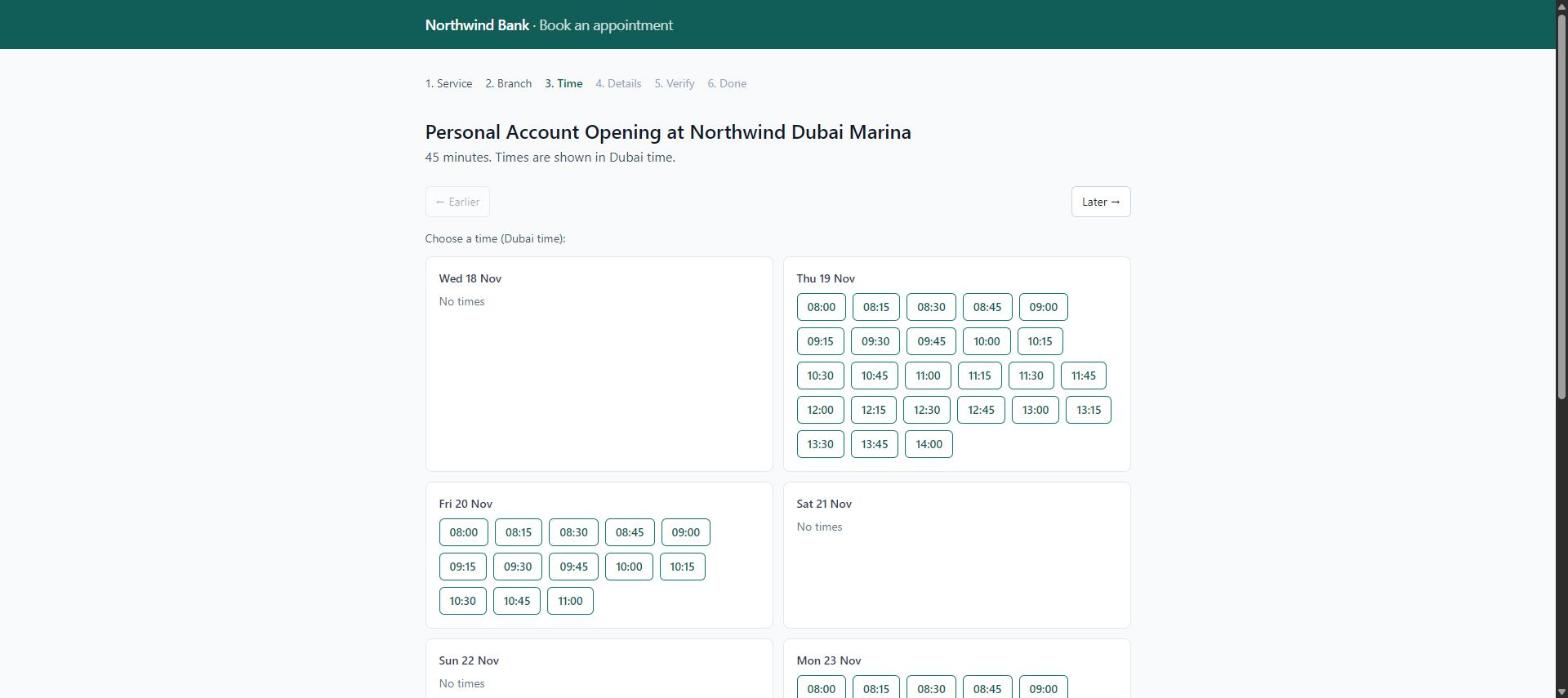 Northwind Bank · Book an appointment
1. Service 2. Branch 3. Time 4. Details 5. Verify 6. Done
Personal Account Opening at Northwind Dubai Marina
45 minutes. Times are shown in Dubai time.
← Earlier
Later →
Choose a time (Dubai time):
Wed 18 Nov
No times
Thu 19 Nov
08:00 08:15 08:30 08:45 09:00
09:15 09:30 09:45 10:00 10:15
10:30 10:45 11:00 11:15 11:30 11:45
12:00 12:15 12:30 12:45 13:00 13:15
13:30 13:45 14:00
Fri 20 Nov
08:00 08:15 08:30 08:45 09:00
09:15 09:30 09:45 10:00 10:15
10:30 10:45 11:00
Sat 21 Nov
No times
Sun 22 Nov
No times
Mon 23 Nov
08:00 08:15 08:30 08:45 09:00